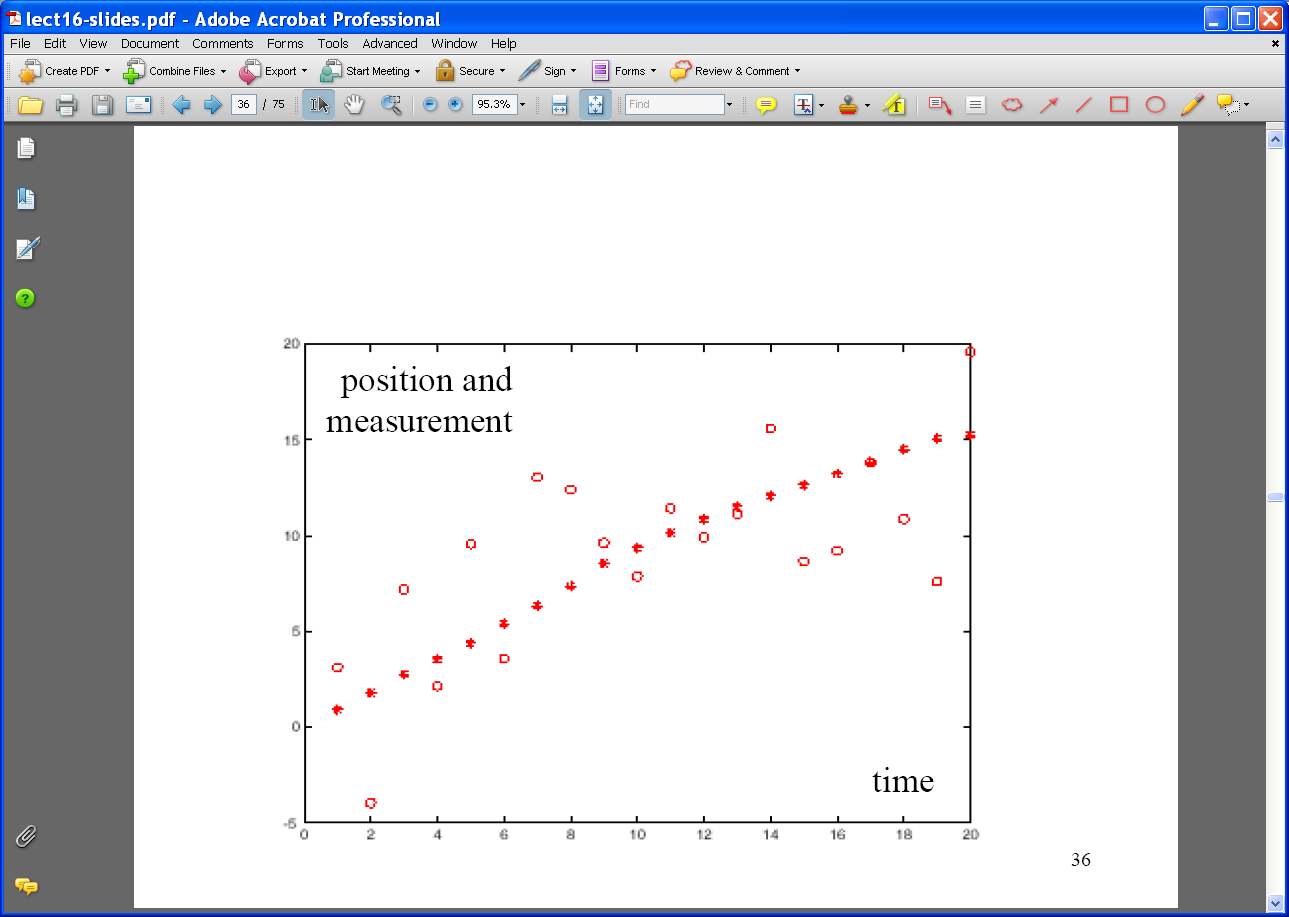 lect16-slides.pdf - Adobe Acrobat Professional
File Edit View Document Comments Forms Tools Advanced Window Help
Create PDF Combine Files Export Start Meeting Secure Sign Forms Review & Comment
36 / 75 95.3% Find
20
position and
measurement
15
10
5
0
time
-5
0 2 4 6 8 10 12 14 16 18 20
36